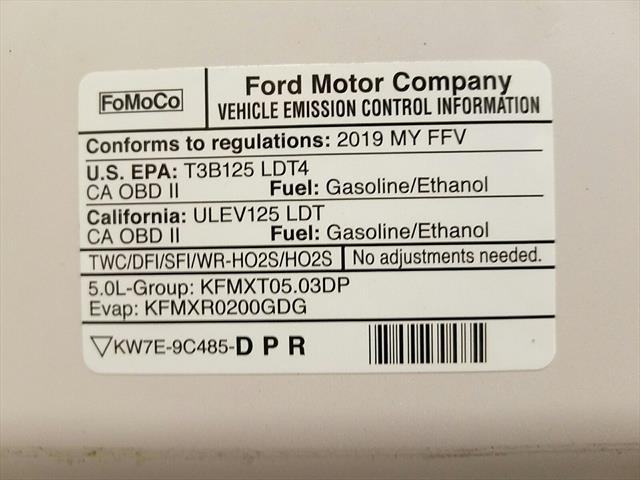 FoMoCo
Ford Motor Company
VEHICLE EMISSION CONTROL INFORMATION
Conforms to regulations: 2019 MY FFV
U.S. EPA: T3B125 LDT4
CA OBD II Fuel: Gasoline/Ethanol
California: ULEV125 LDT
CA OBD II Fuel: Gasoline/Ethanol
TWC/DFI/SFI/WR-HO2S/HO2S No adjustments needed.
5.0L-Group: KFMXT05.03DP
Evap: KFMXR0200GDG
▽KW7E-9C485-D P R